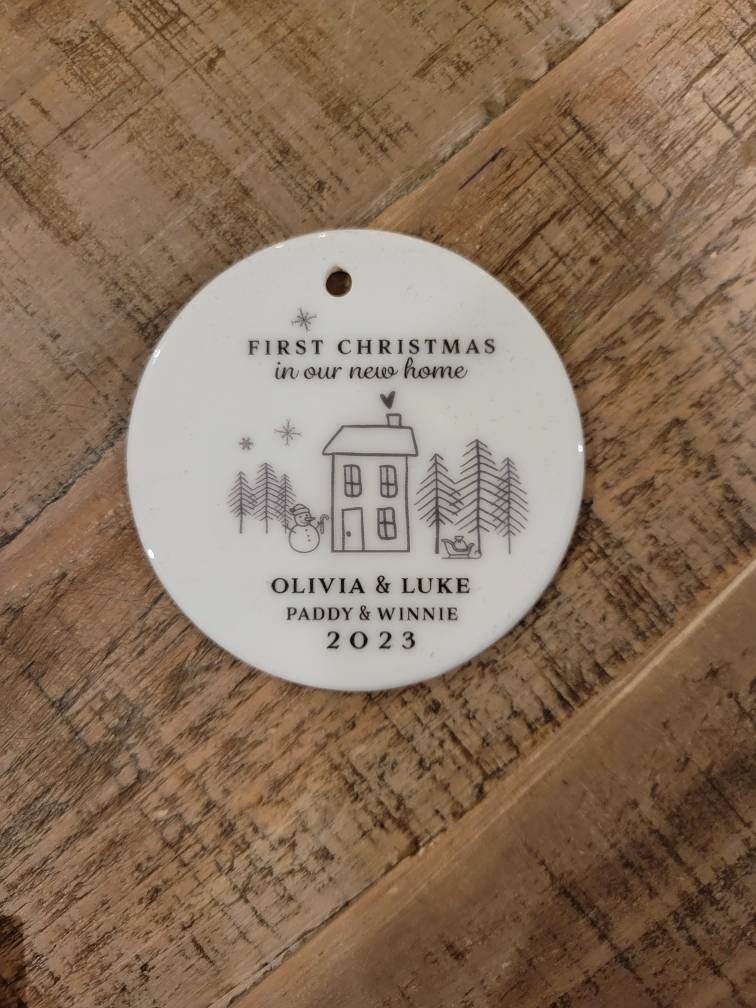 FIRST CHRISTMAS
in our new home
OLIVIA & LUKE
PADDY & WINNIE
2023